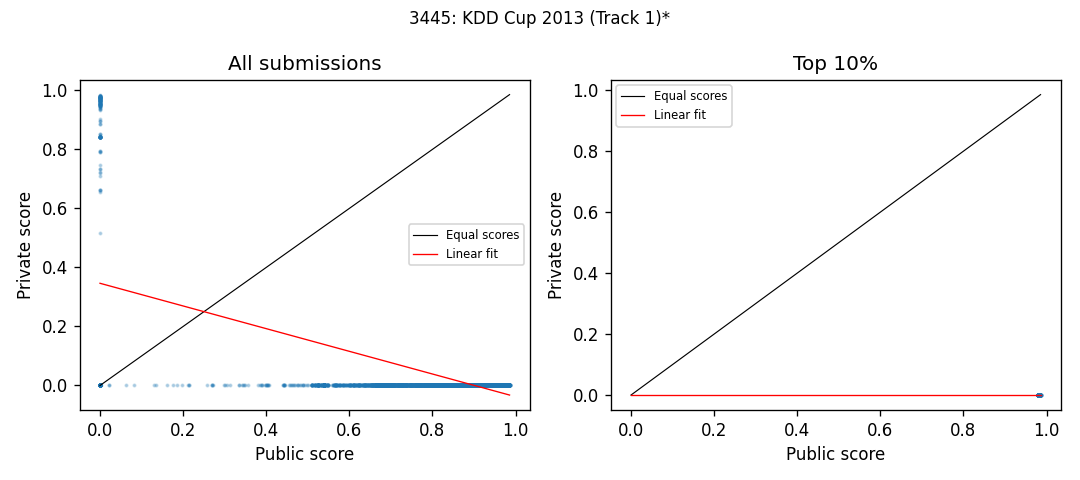 3445: KDD Cup 2013 (Track 1)*
All submissions
Private score
1.0
0.8
0.6
0.4
0.2
0.0
Equal scores
Linear fit
0.0 0.2 0.4 0.6 0.8 1.0
Public score
Top 10%
Private score
1.0
0.8
0.6
0.4
0.2
0.0
Equal scores
Linear fit
0.0 0.2 0.4 0.6 0.8 1.0
Public score